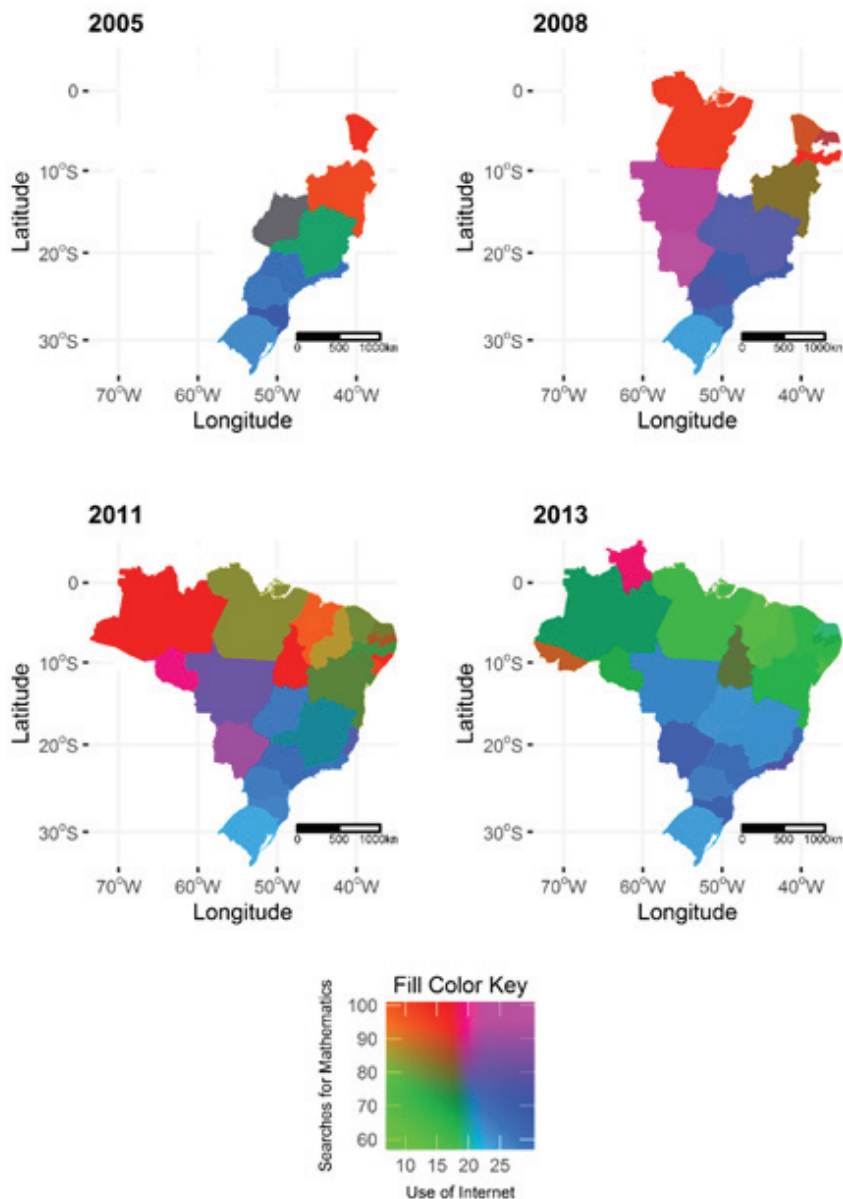 2005
2008
0
10°S
20°S
30°S
Latitude
0 500 1000km
70°W 60°W 50°W 40°W
Longitude
0
10°S
20°S
30°S
Latitude
0 500 1000km
70°W 60°W 50°W 40°W
Longitude
2011
2013
0
10°S
20°S
30°S
Latitude
0 500 1000km
70°W 60°W 50°W 40°W
Longitude
0
10°S
20°S
30°S
Latitude
0 500 1000km
70°W 60°W 50°W 40°W
Longitude
Fill Color Key
Searches for Mathematics
100
90
80
70
60
10 15 20 25
Use of Internet